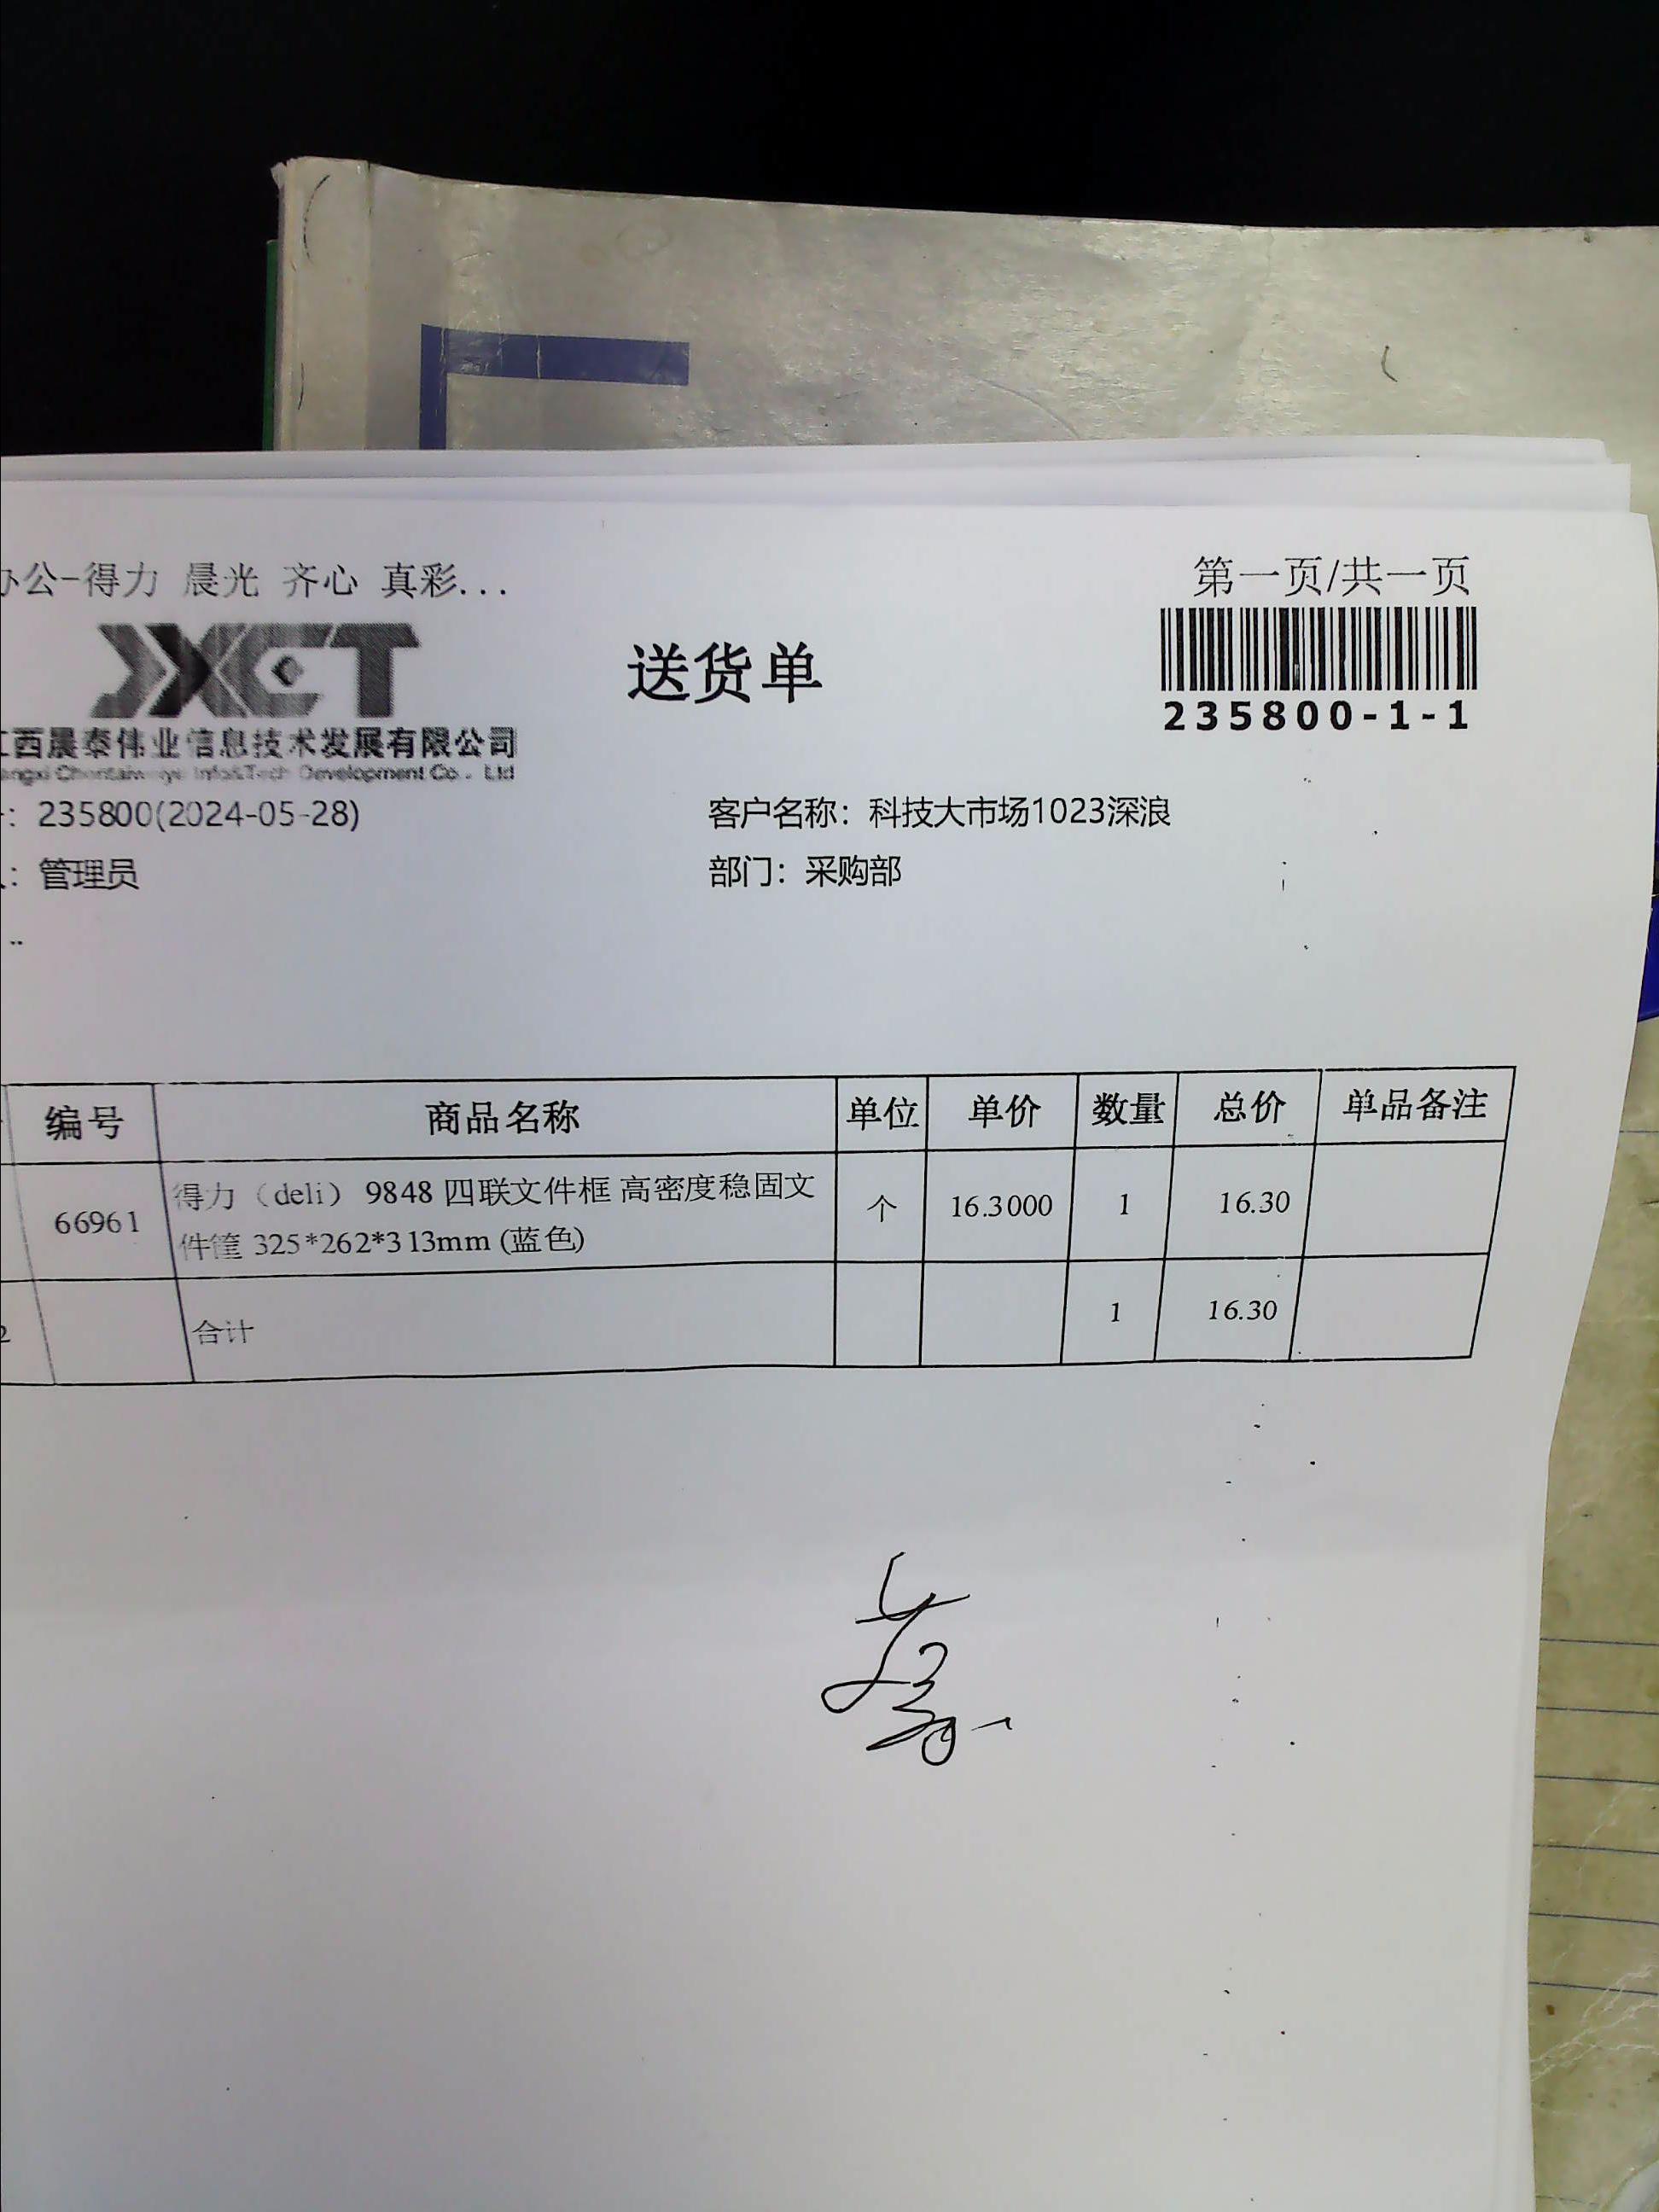 公-得力 晨光 齐心 真彩...
第一页/共一页
送货单
235800-1-1
西晨泰伟业信息技术发展有限公司
Info&Tech Development Co., Ltd
: 235800(2024-05-28)
客户名称：科技大市场1023深浪
: 管理员
部门：采购部
编号 商品名称 单位 单价 数量 总价 单品备注
66961 得力（deli） 9848 四联文件框 高密度稳固文 个 16.3000 1 16.30
件筐 325*262*313mm (蓝色)
2 合计 1 16.30